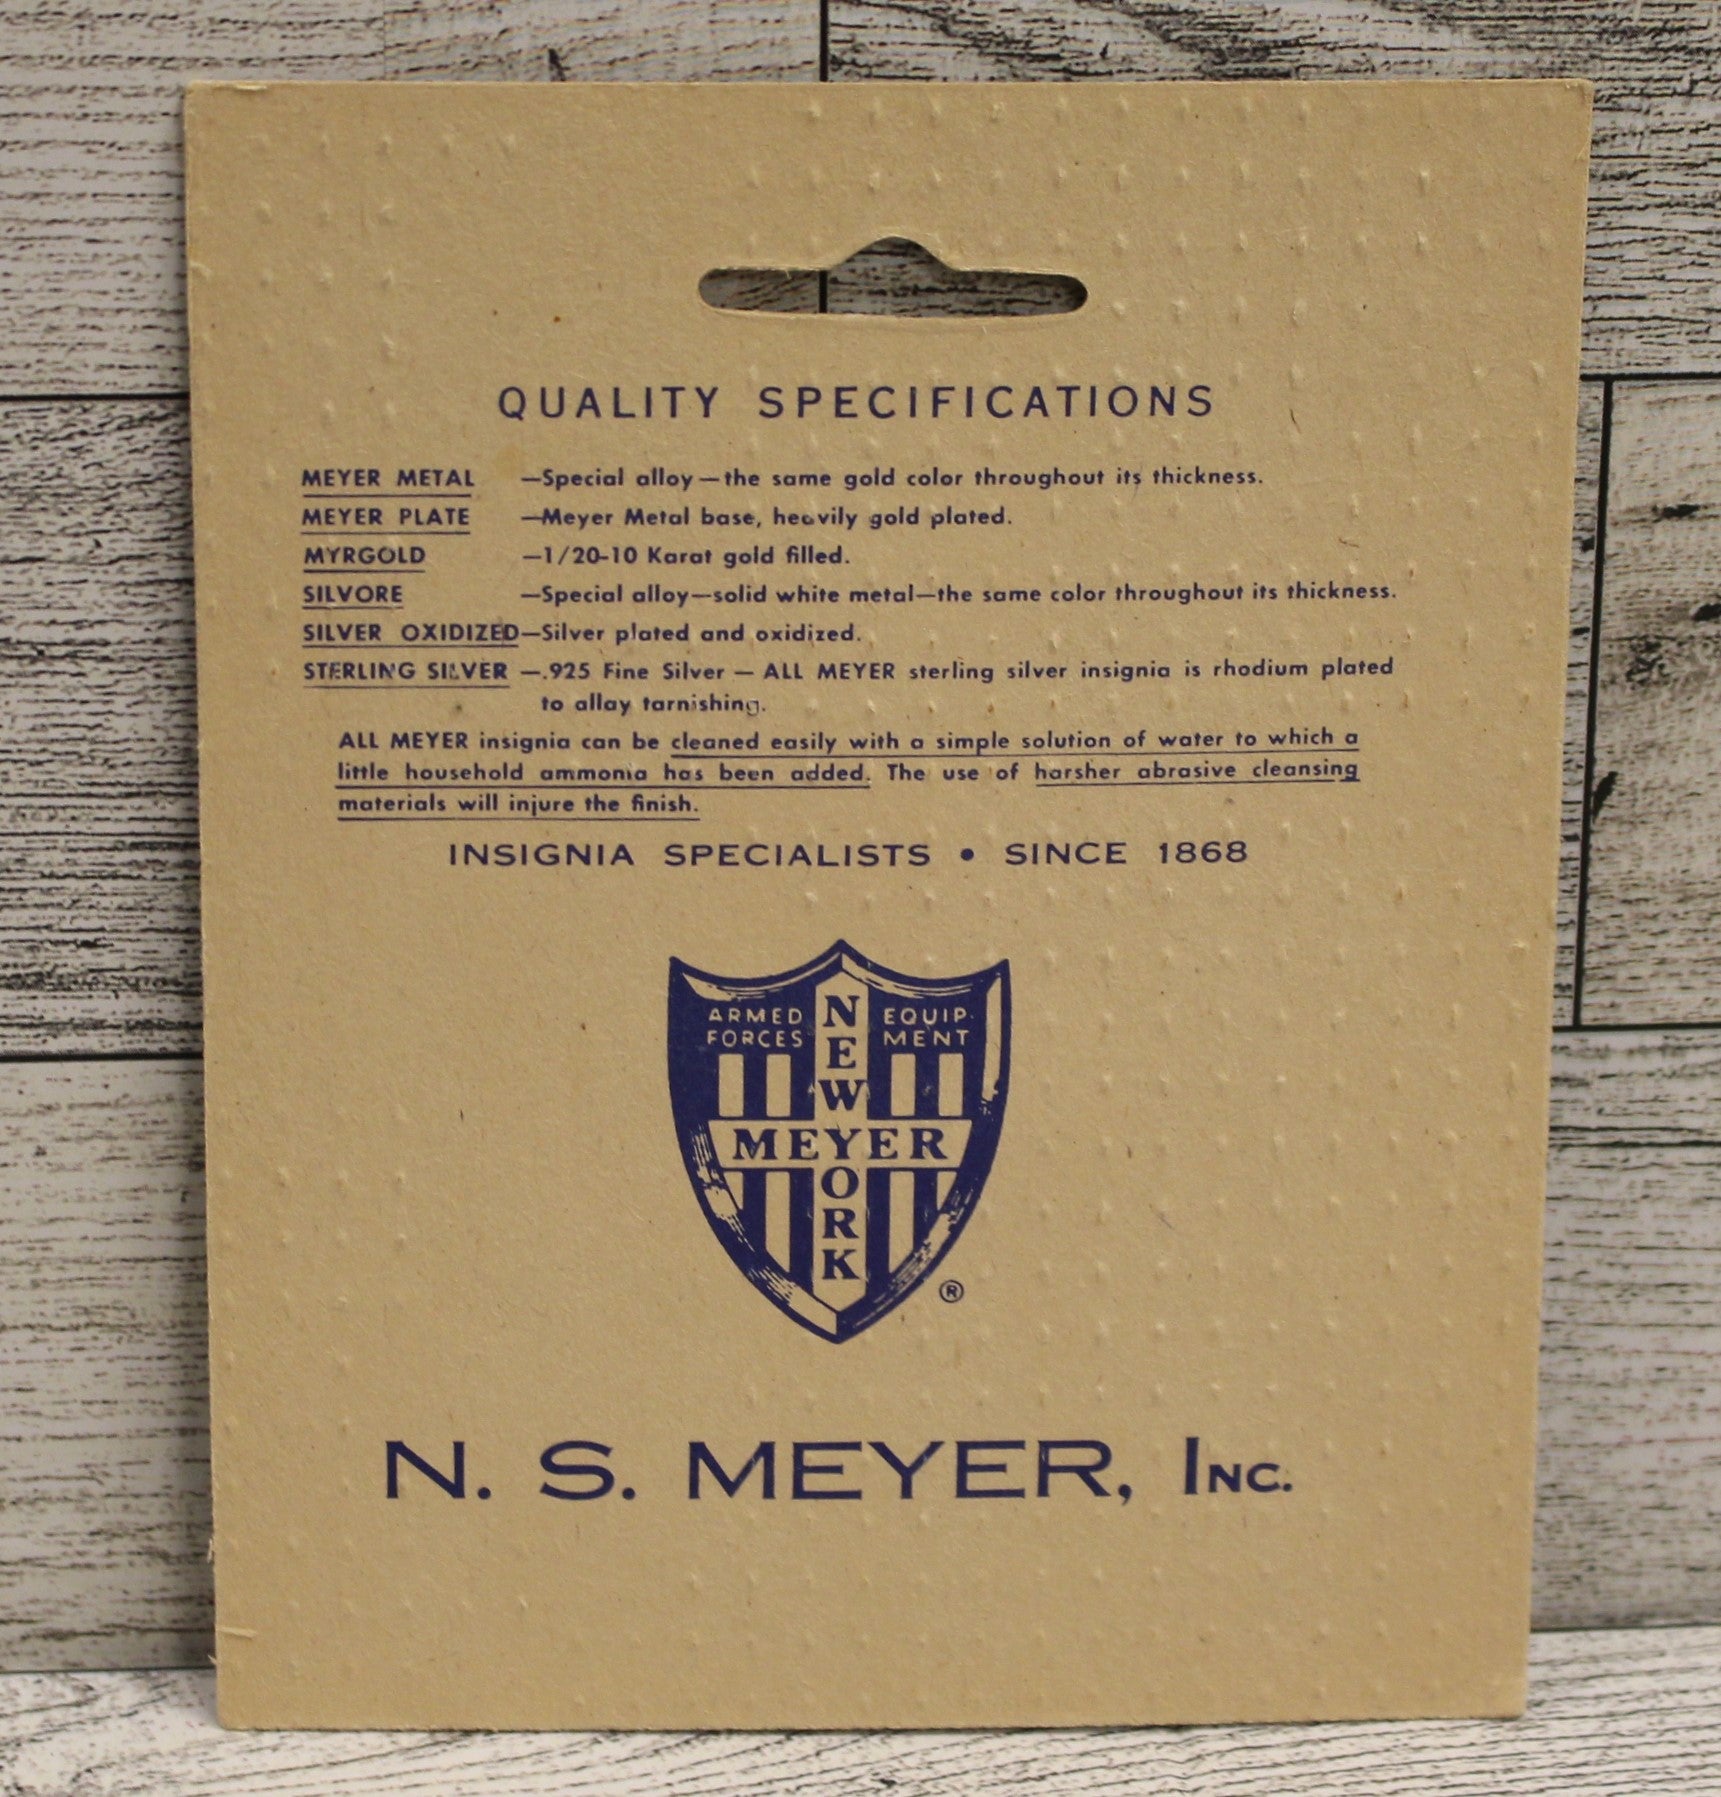 QUALITY SPECIFICATIONS
MEYER METAL —Special alloy—the same gold color throughout its thickness.
MEYER PLATE —Meyer Metal base, heavily gold plated.
MYRGOLD —1/20-10 Karat gold filled.
SILVORE —Special alloy—solid white metal—the same color throughout its thickness.
SILVER OXIDIZED—Silver plated and oxidized.
STERLING SILVER —.925 Fine Silver — ALL MEYER sterling silver insignia is rhodium plated
to allay tarnishing.
ALL MEYER insignia can be cleaned easily with a simple solution of water to which a
little household ammonia has been added. The use of harsher abrasive cleansing
materials will injure the finish.
INSIGNIA SPECIALISTS • SINCE 1868
ARMED
FORCES
EQUIP-
MENT
NEW YORK
MEYER
®
N. S. MEYER, INC.